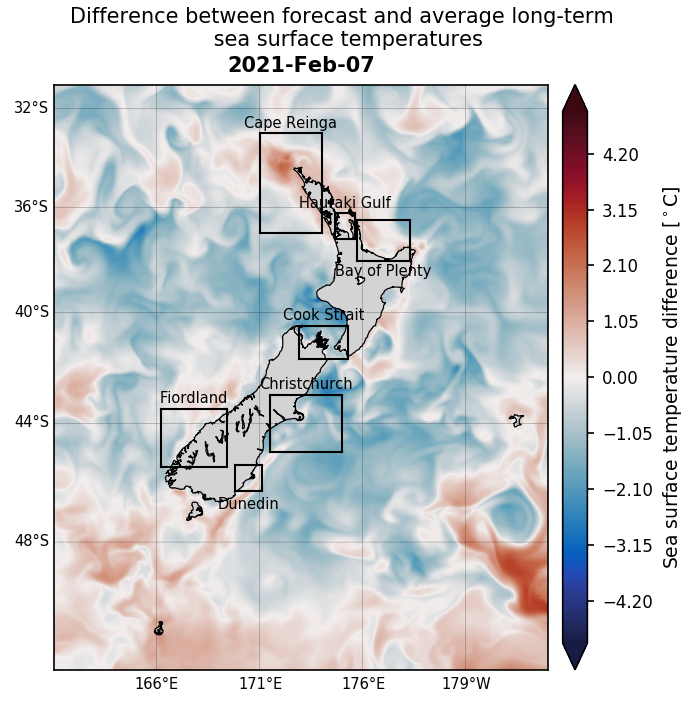 Difference between forecast and average long-term
sea surface temperatures
2021-Feb-07
32°S
36°S
40°S
44°S
48°S
Cape Reinga
Hauraki Gulf
Bay of Plenty
Cook Strait
Christchurch
Fiordland
Dunedin
166°E
171°E
176°E
179°W
4.20
3.15
2.10
1.05
0.00
−1.05
−2.10
−3.15
−4.20
Sea surface temperature difference [°C]